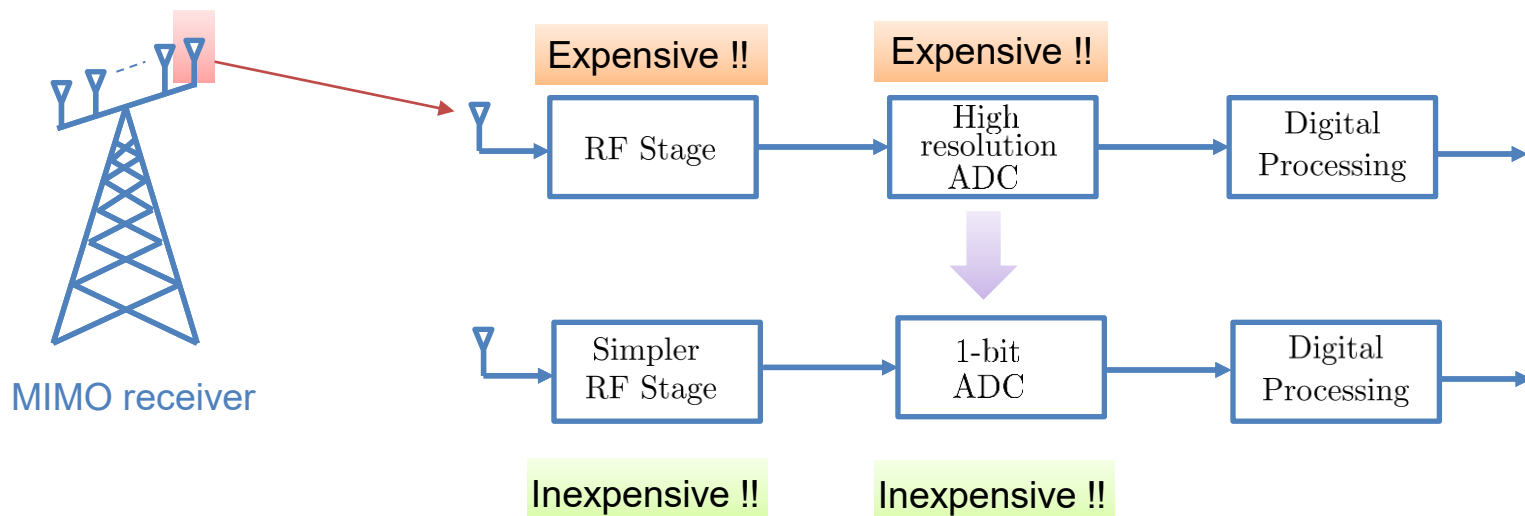 Expensive !!
Expensive !!
RF Stage
High
resolution
ADC
Digital
Processing
MIMO receiver
Simpler
RF Stage
1-bit
ADC
Digital
Processing
Inexpensive !!
Inexpensive !!